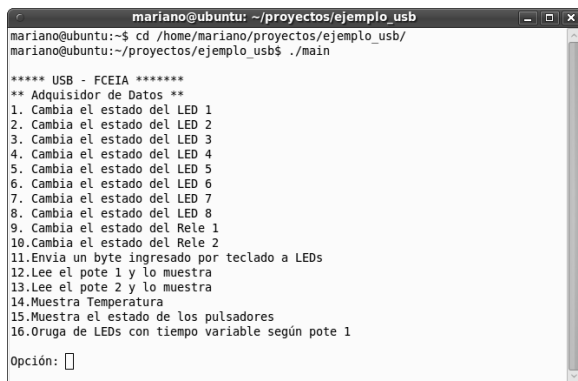 mariano@ubuntu: ~/proyectos/ejemplo_usb
mariano@ubuntu:~$ cd /home/mariano/proyectos/ejemplo_usb/
mariano@ubuntu:~/proyectos/ejemplo_usb$ ./main
***** USB - FCEIA *******
** Adquisidor de Datos **
1. Cambia el estado del LED 1
2. Cambia el estado del LED 2
3. Cambia el estado del LED 3
4. Cambia el estado del LED 4
5. Cambia el estado del LED 5
6. Cambia el estado del LED 6
7. Cambia el estado del LED 7
8. Cambia el estado del LED 8
9. Cambia el estado del Rele 1
10.Cambia el estado del Rele 2
11.Envia un byte ingresado por teclado a LEDs
12.Lee el pote 1 y lo muestra
13.Lee el pote 2 y lo muestra
14.Muestra Temperatura
15.Muestra el estado de los pulsadores
16.Oruga de LEDs con tiempo variable según pote 1
Opción: